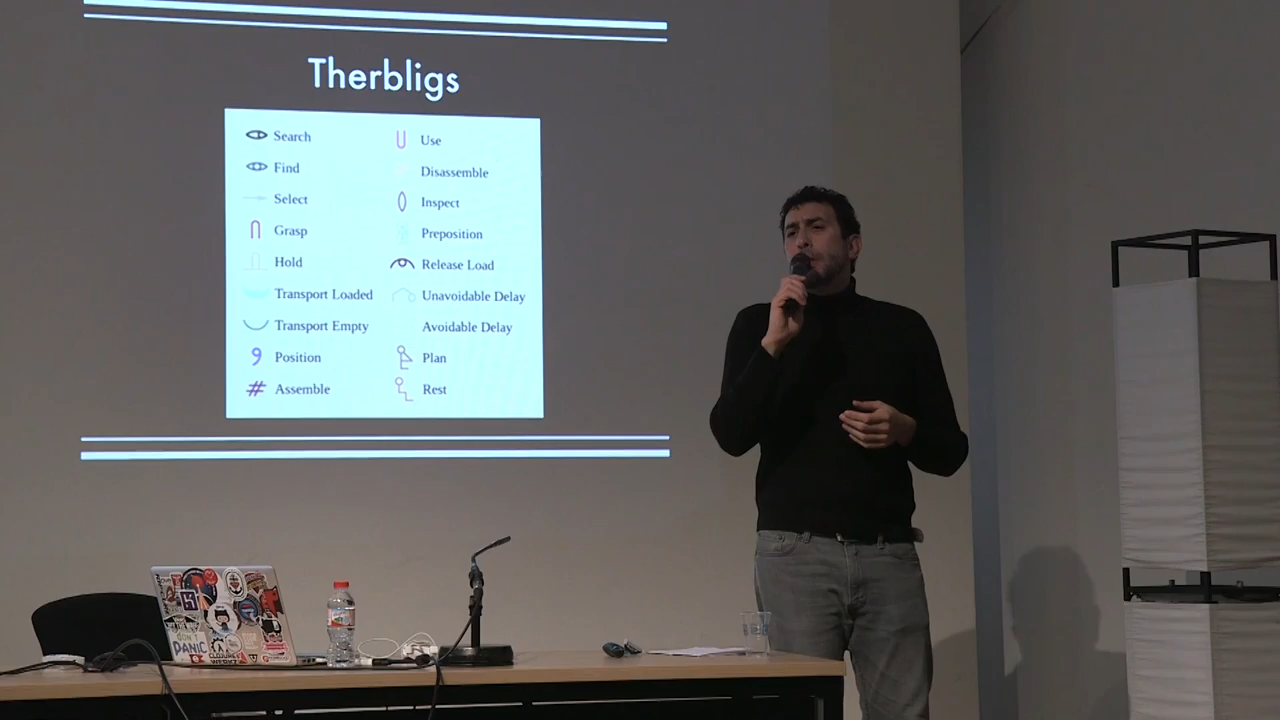 Therbligs
Search
Find
Select
Grasp
Hold
Transport Loaded
Transport Empty
Position
Assemble
Use
Disassemble
Inspect
Preposition
Release Load
Unavoidable Delay
Avoidable Delay
Plan
Rest
PANIC